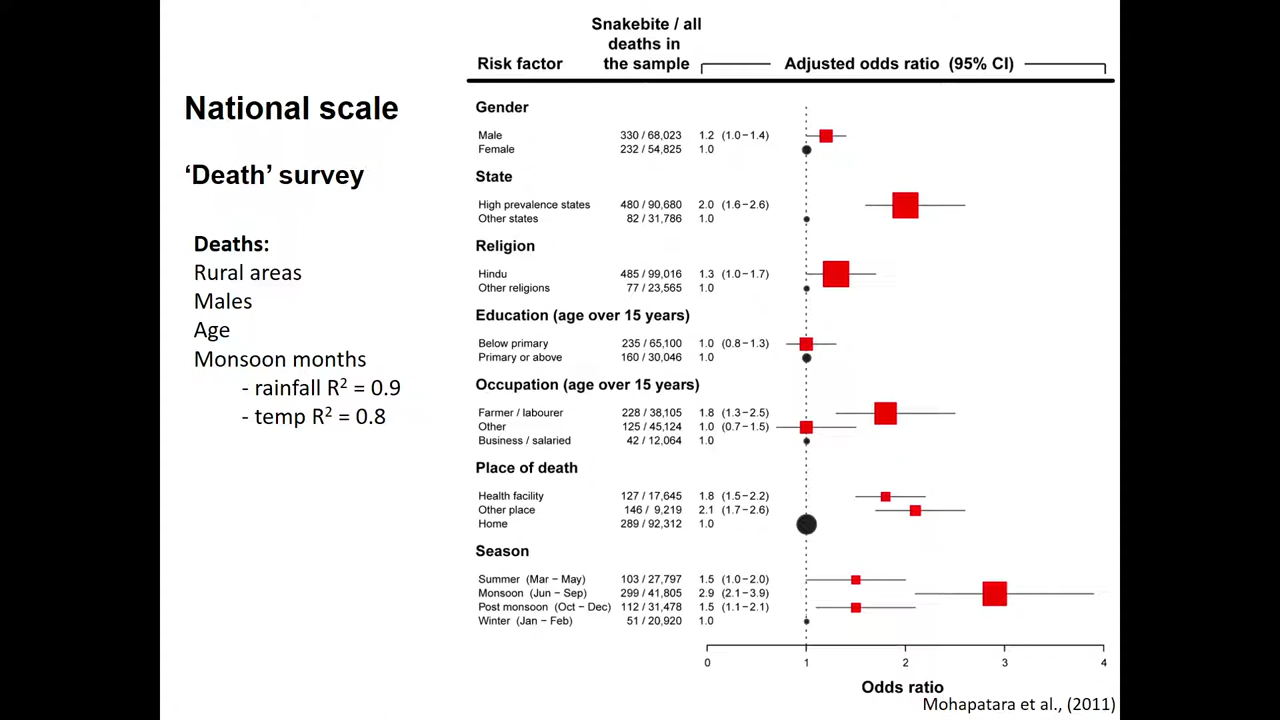 National scale
‘Death’ survey
Deaths:
Rural areas
Males
Age
Monsoon months
- rainfall R² = 0.9
- temp R² = 0.8
Snakebite / all
deaths in
Risk factor the sample Adjusted odds ratio (95% CI)
Gender
Male 330 / 68,023 1.2 (1.0−1.4)
Female 232 / 54,825 1.0
State
High prevalence states 480 / 90,680 2.0 (1.6−2.6)
Other states 82 / 31,786 1.0
Religion
Hindu 485 / 99,016 1.3 (1.0−1.7)
Other religions 77 / 23,565 1.0
Education (age over 15 years)
Below primary 235 / 65,100 1.0 (0.8−1.3)
Primary or above 160 / 30,046 1.0
Occupation (age over 15 years)
Farmer / labourer 228 / 38,105 1.8 (1.3−2.5)
Other 125 / 45,124 1.0 (0.7−1.5)
Business / salaried 42 / 12,064 1.0
Place of death
Health facility 127 / 17,645 1.8 (1.5−2.2)
Other place 146 / 9,219 2.1 (1.7−2.6)
Home 289 / 92,312 1.0
Season
Summer (Mar − May) 103 / 27,797 1.5 (1.0−2.0)
Monsoon (Jun − Sep) 299 / 41,805 2.9 (2.1−3.9)
Post monsoon (Oct − Dec) 112 / 31,478 1.5 (1.1−2.1)
Winter (Jan − Feb) 51 / 20,920 1.0
0 1 2 3 4
Odds ratio
Mohapatara et al., (2011)